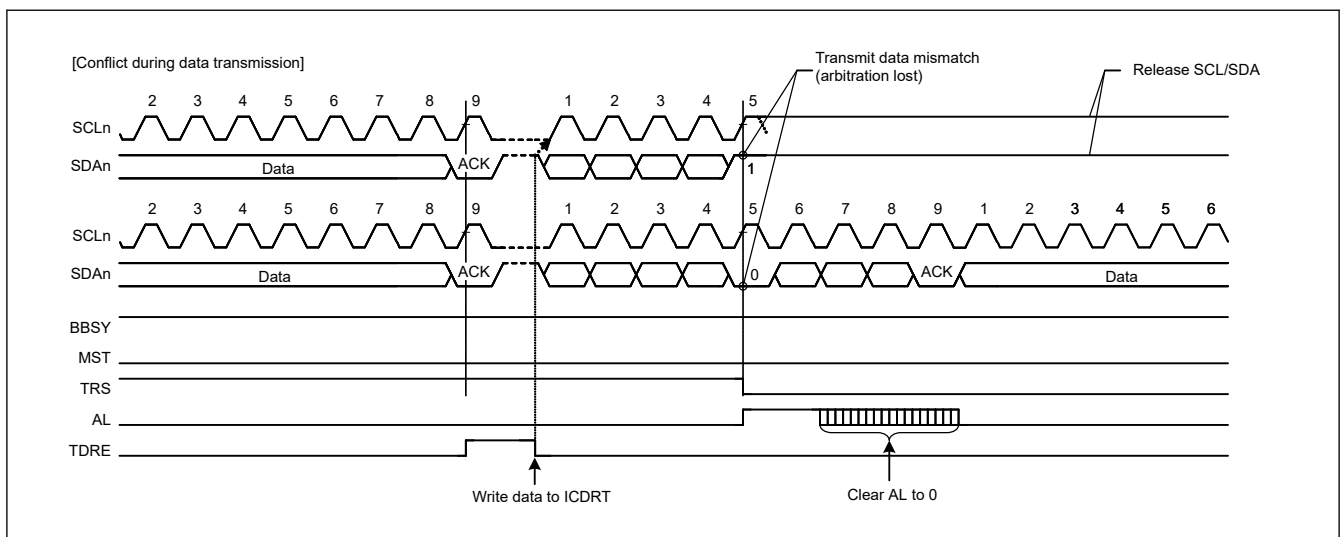 [Conflict during data transmission]
Transmit data mismatch
(arbitration lost)
Release SCL/SDA
2 3 4 5 6 7 8 9 1 2 3 4 5
SCLn
SDAn Data ACK 1
2 3 4 5 6 7 8 9 1 2 3 4 5 6 7 8 9 1 2 3 4 5 6
SCLn
SDAn Data ACK 0 ACK Data
BBSY
MST
TRS
AL
TDRE
Write data to ICDRT Clear AL to 0